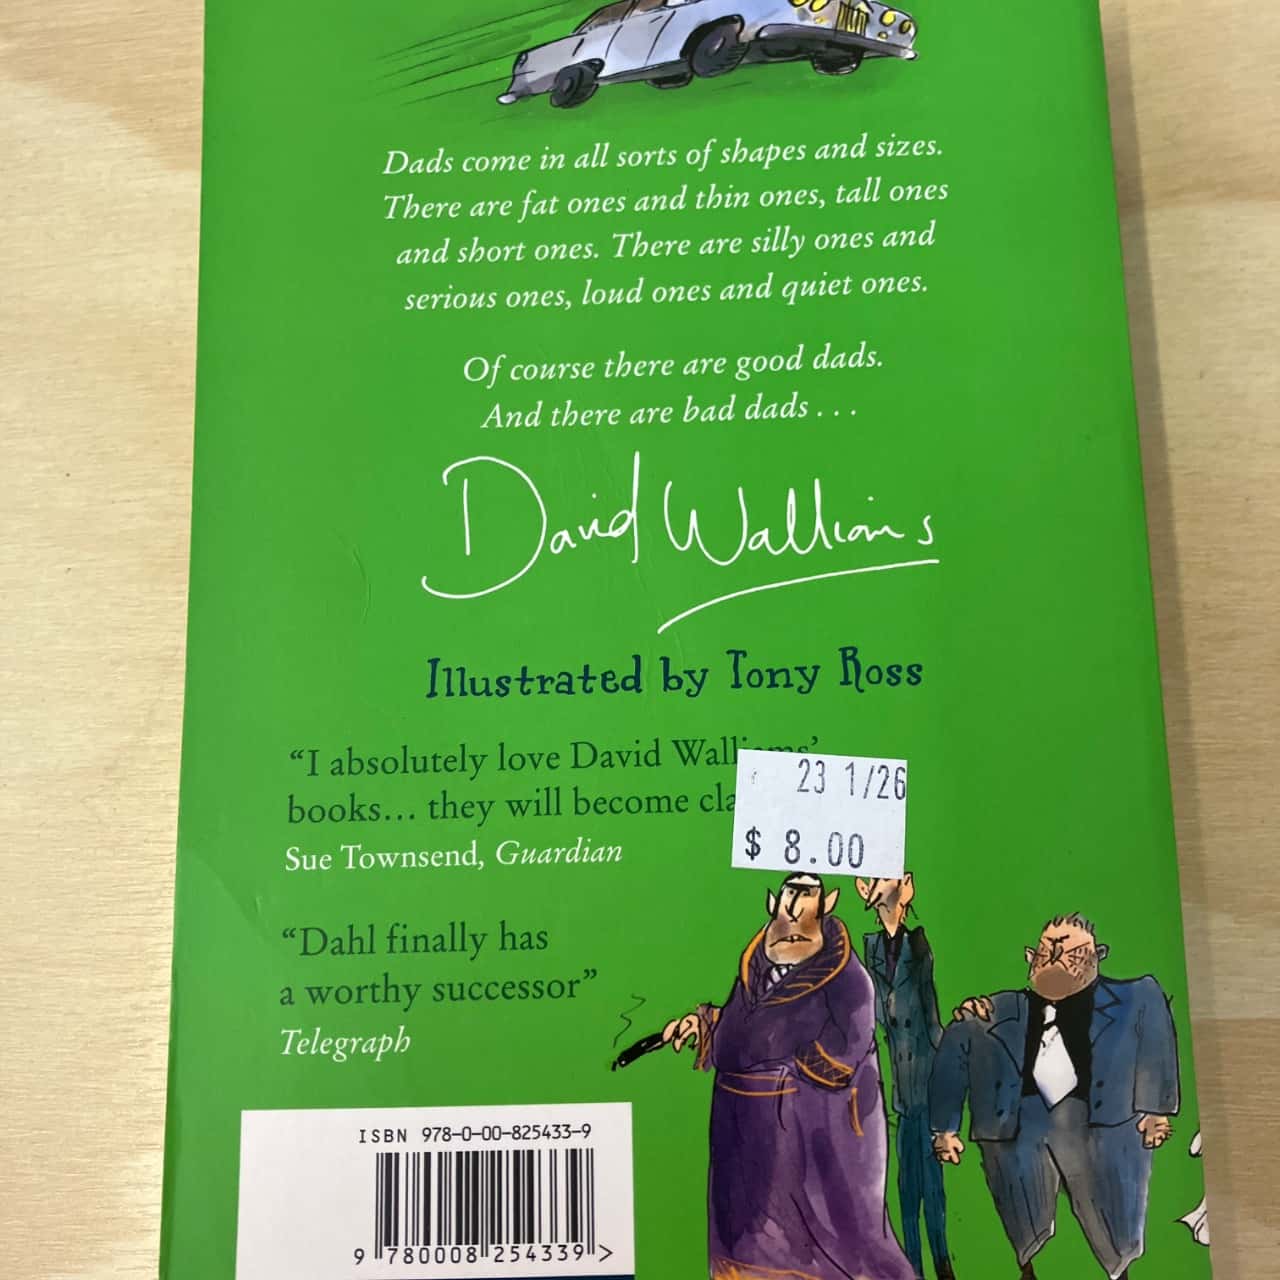 Dads come in all sorts of shapes and sizes.
There are fat ones and thin ones, tall ones
and short ones. There are silly ones and
serious ones, loud ones and quiet ones.
Of course there are good dads.
And there are bad dads . . .
David Walliams
Illustrated by Tony Ross
“I absolutely love David
books... they will become
Sue Townsend, Guardian
23 1/26
$ 8.00
“Dahl finally has
a worthy successor”
Telegraph
ISBN 978-0-00-825433-9
9 780008 254339 >